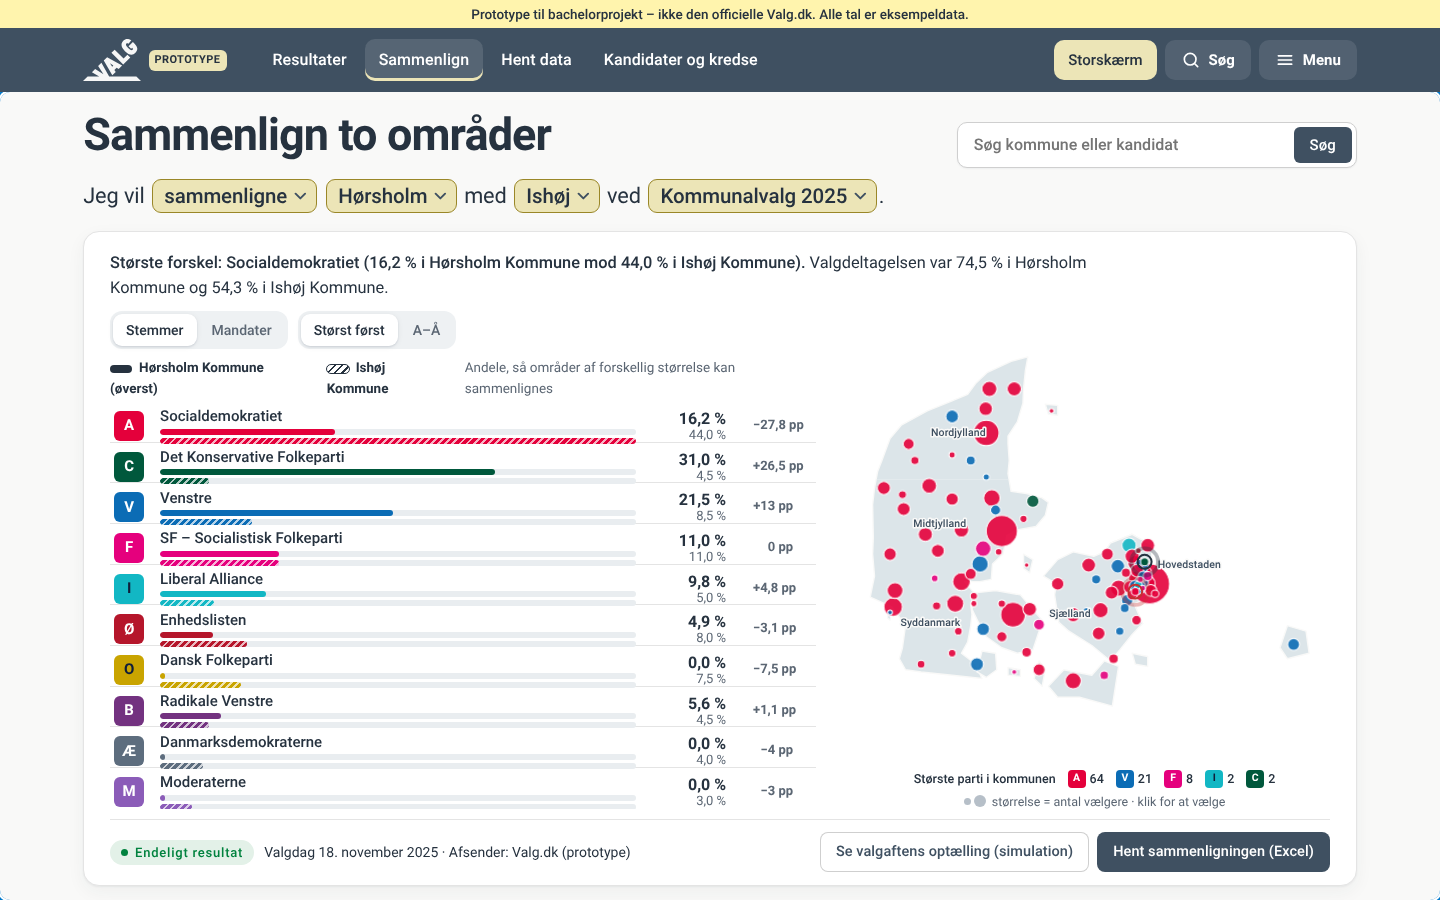 Prototype til bachelorprojekt – ikke den officielle Valg.dk. Alle tal er eksempeldata.
VALG PROTOTYPE Resultater Sammenlign Hent data Kandidater og kredse Storskærm Søg Menu
Sammenlign to områder
Søg kommune eller kandidat Søg
Jeg vil sammenligne Hørsholm med Ishøj ved Kommunalvalg 2025 .
Største forskel: Socialdemokratiet (16,2 % i Hørsholm Kommune mod 44,0 % i Ishøj Kommune). Valgdeltagelsen var 74,5 % i Hørsholm
Kommune og 54,3 % i Ishøj Kommune.
Stemmer Mandater Størst først A–Å
Hørsholm Kommune (øverst)
Ishøj Kommune
Andele, så områder af forskellig størrelse kan
sammenlignes
A Socialdemokratiet 16,2 % 44,0 % −27,8 pp
C Det Konservative Folkeparti 31,0 % 4,5 % +26,5 pp
V Venstre 21,5 % 8,5 % +13 pp
F SF – Socialistisk Folkeparti 11,0 % 11,0 % 0 pp
I Liberal Alliance 9,8 % 5,0 % +4,8 pp
Ø Enhedslisten 4,9 % 8,0 % −3,1 pp
O Dansk Folkeparti 0,0 % 7,5 % −7,5 pp
B Radikale Venstre 5,6 % 4,5 % +1,1 pp
Æ Danmarksdemokraterne 0,0 % 4,0 % −4 pp
M Moderaterne 0,0 % 3,0 % −3 pp
Nordjylland
Midtjylland
Hovedstaden
Sjælland
Syddanmark
Største parti i kommunen A 64 V 21 F 8 I 2 C 2
størrelse = antal vælgere · klik for at vælge
Endeligt resultat Valgdag 18. november 2025 · Afsender: Valg.dk (prototype)
Se valgaftens optælling (simulation) Hent sammenligningen (Excel)